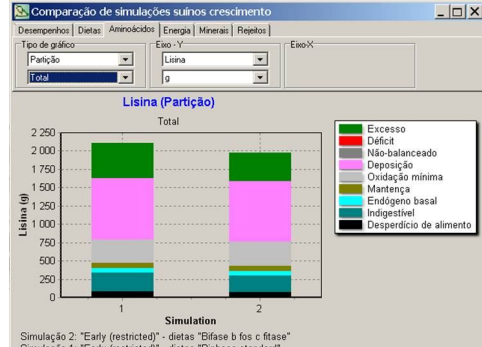 Comparação de simulações suínos crescimento
Desempenhos Dietas Aminoácidos Energia Minerais Rejeitos
Tipo de gráfico Eixo - Y Eixo-X
Partição Lisina
Total g
Lisina (Partição)
Total
2 250
2 000
1 750
1 500
1 250
1 000
750
500
250
0
Lisina (g)
1 2
Simulation
Excesso
Déficit
Não-balanceado
Deposição
Oxidação mínima
Mantença
Endógeno basal
Indigestível
Desperdício de alimento
Simulação 2: "Early (restricted)" - dietas "Bifase b fos c fitase"